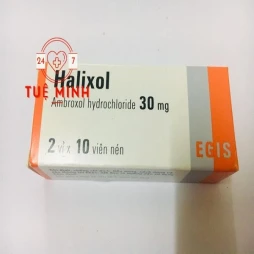 Halixol
24 7
TUỆ MINH
Ambroxol hydrochloride 30 mg
2 vỉ x 10 viên nén
EGIS